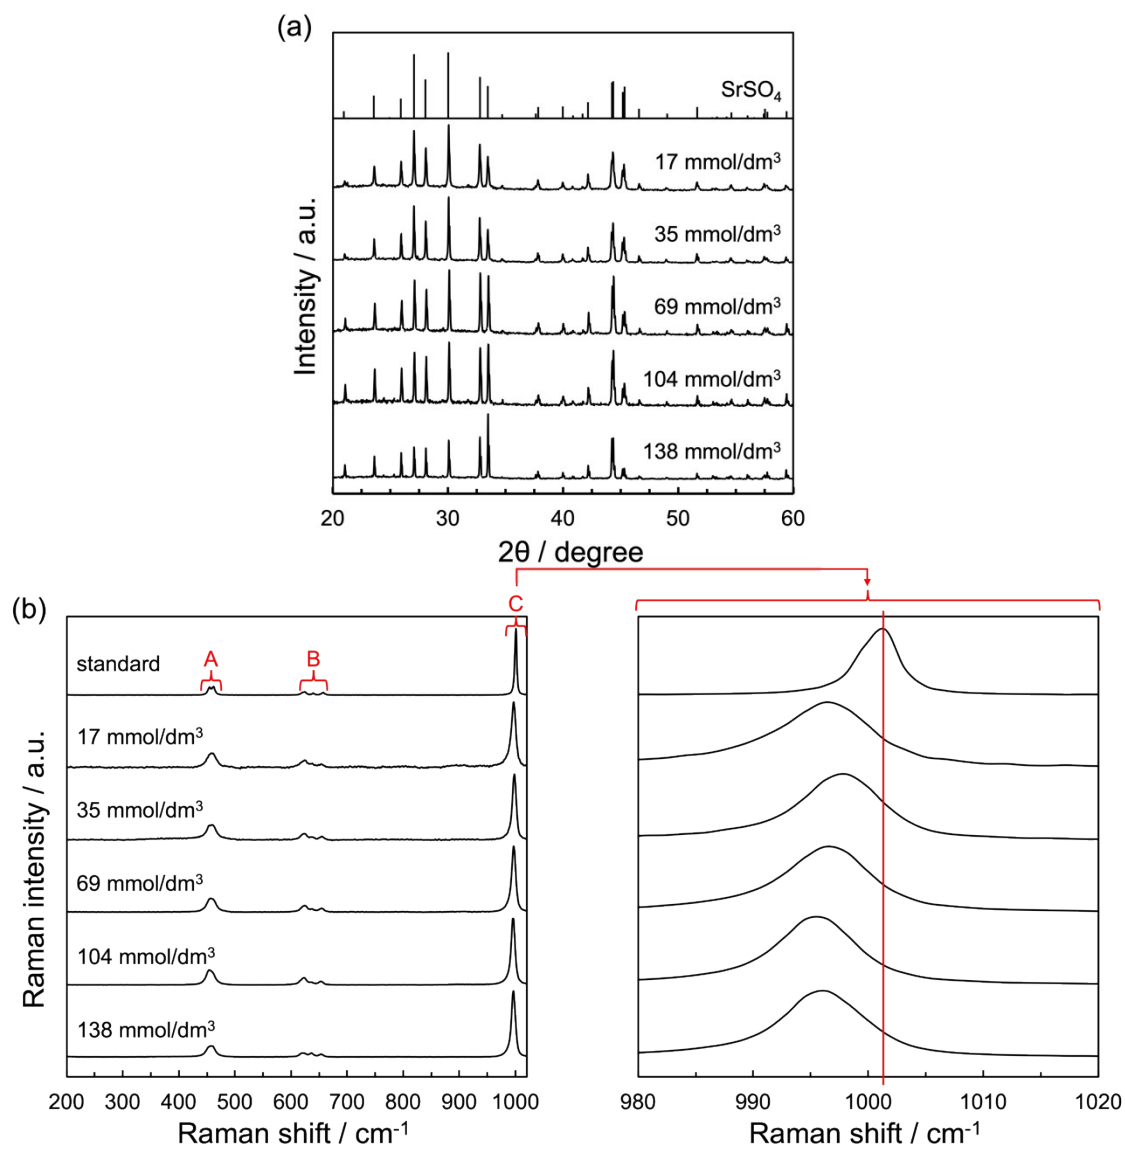 (a)
SrSO₄
17 mmol/dm³
35 mmol/dm³
69 mmol/dm³
104 mmol/dm³
138 mmol/dm³
Intensity / a.u.
20 30 40 50 60
2θ / degree
(b)
C
standard
A B
17 mmol/dm³
35 mmol/dm³
69 mmol/dm³
104 mmol/dm³
138 mmol/dm³
Raman intensity / a.u.
200 300 400 500 600 700 800 900 1000
Raman shift / cm⁻¹
980 990 1000 1010 1020
Raman shift / cm⁻¹